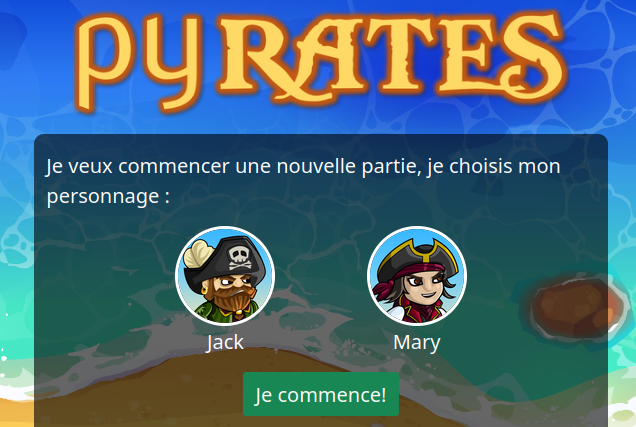 pyRATES
Je veux commencer une nouvelle partie, je choisis mon
personnage :
Jack
Mary
Je commence!